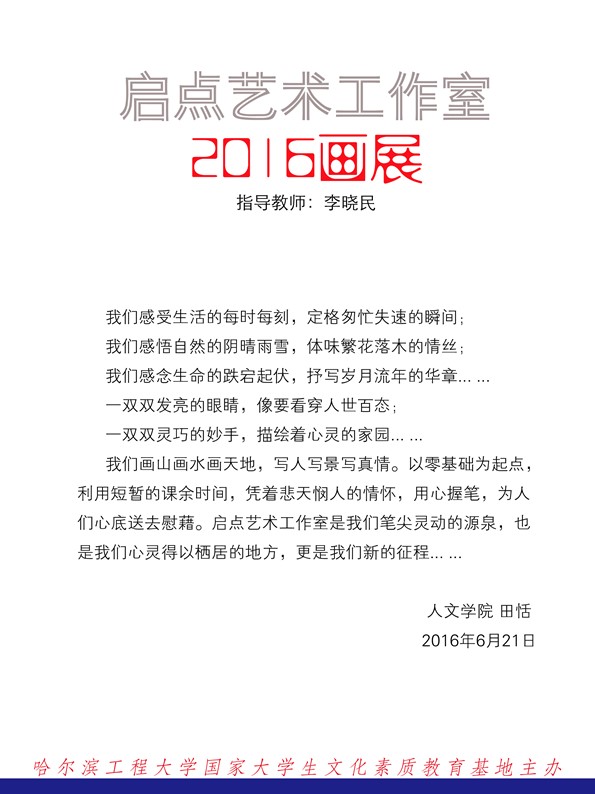 启点艺术工作室
2016画展
指导教师：李晓民
我们感受生活的每时每刻，定格匆忙失速的瞬间；
我们感悟自然的阴晴雨雪，体味繁花落木的情丝；
我们感念生命的跌宕起伏，抒写岁月流年的华章... ...
一双双发亮的眼睛，像要看穿人世百态；
一双双灵巧的妙手，描绘着心灵的家园... ...
我们画山画水画天地，写人写景写真情。以零基础为起点，
利用短暂的课余时间，凭着悲天悯人的情怀，用心握笔，为人
们心底送去慰藉。启点艺术工作室是我们笔尖灵动的源泉，也
是我们心灵得以栖居的地方，更是我们新的征程... ...
人文学院 田恬
2016年6月21日
哈尔滨工程大学国家大学生文化素质教育基地主办